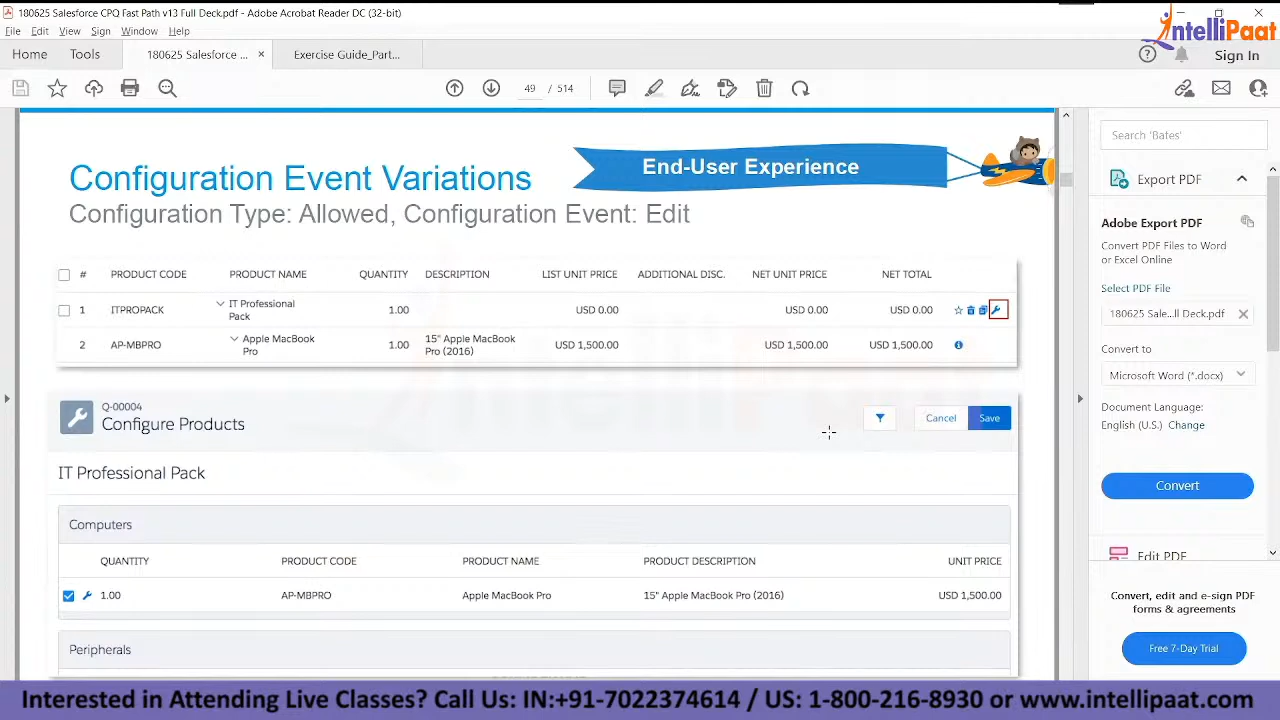 180625 Salesforce CPQ Fast Path v13 Full Deck.pdf - Adobe Acrobat Reader DC (32-bit)
File Edit View Sign Window Help
IntelliPaat
Home Tools 180625 Salesforce ... × Exercise Guide_Part... Sign In
49 / 514
Search 'Bates'
Configuration Event Variations
End-User Experience
Configuration Type: Allowed, Configuration Event: Edit
# PRODUCT CODE PRODUCT NAME QUANTITY DESCRIPTION LIST UNIT PRICE ADDITIONAL DISC. NET UNIT PRICE NET TOTAL
1 ITPROPACK IT Professional Pack 1.00 USD 0.00 USD 0.00 USD 0.00
2 AP-MBPRO Apple MacBook Pro 1.00 15" Apple MacBook Pro (2016) USD 1,500.00 USD 1,500.00 USD 1,500.00
Q-00004
Configure Products
Cancel Save
IT Professional Pack
Computers
QUANTITY PRODUCT CODE PRODUCT NAME PRODUCT DESCRIPTION UNIT PRICE
1.00 AP-MBPRO Apple MacBook Pro 15" Apple MacBook Pro (2016) USD 1,500.00
Peripherals
Export PDF
Adobe Export PDF
Convert PDF Files to Word
or Excel Online
Select PDF File
180625 Sale...ll Deck.pdf
Convert to
Microsoft Word (*.docx)
Document Language:
English (U.S.) Change
Convert
Edit PDF
Convert, edit and e-sign PDF
forms & agreements
Free 7-Day Trial
Interested in Attending Live Classes? Call Us: IN:+91-7022374614 / US: 1-800-216-8930 or www.intellipaat.com